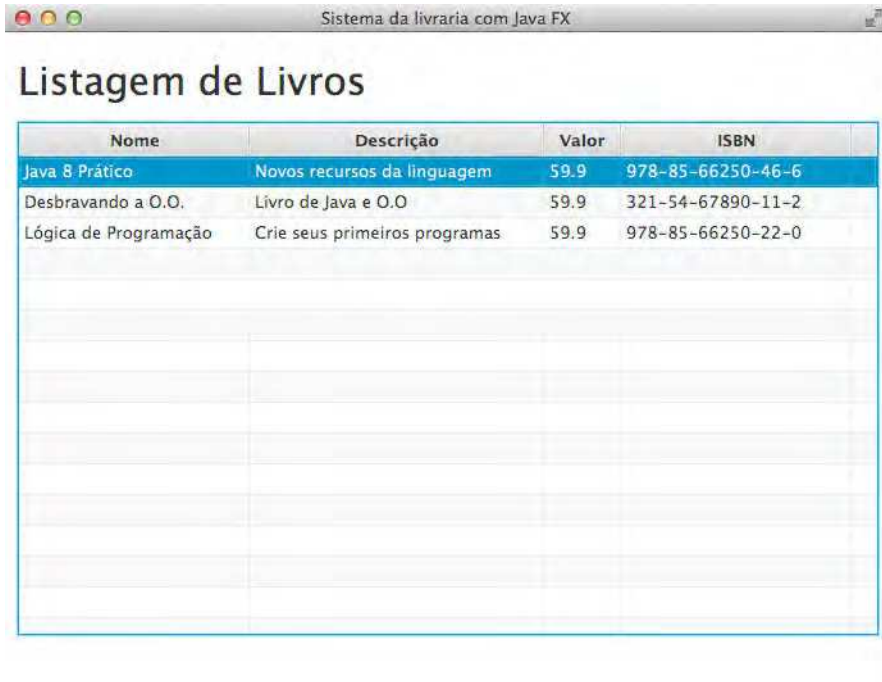 Sistema da livraria com Java FX
Listagem de Livros
Nome Descrição Valor ISBN
Java 8 Prático Novos recursos da linguagem 59.9 978-85-66250-46-6
Desbravando a O.O. Livro de Java e O.O 59.9 321-54-67890-11-2
Lógica de Programação Crie seus primeiros programas 59.9 978-85-66250-22-0